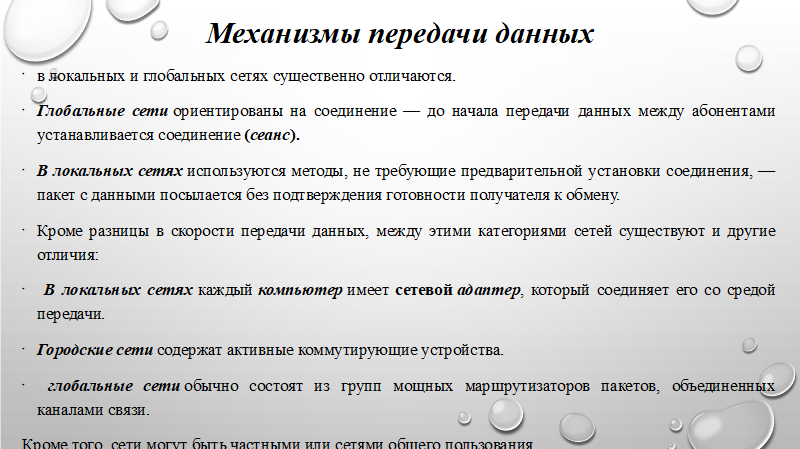 Механизмы передачи данных
в локальных и глобальных сетях существенно отличаются.
Глобальные сети ориентированы на соединение — до начала передачи данных между абонентами
устанавливается соединение (сеанс).
В локальных сетях используются методы, не требующие предварительной установки соединения, —
пакет с данными посылается без подтверждения готовности получателя к обмену.
Кроме разницы в скорости передачи данных, между этими категориями сетей существуют и другие
отличия:
В локальных сетях каждый компьютер имеет сетевой адаптер, который соединяет его со средой
передачи.
Городские сети содержат активные коммутирующие устройства.
глобальные сети обычно состоят из групп мощных маршрутизаторов пакетов, объединенных
каналами связи.
Кроме того, сети могут быть частными или сетями общего пользования